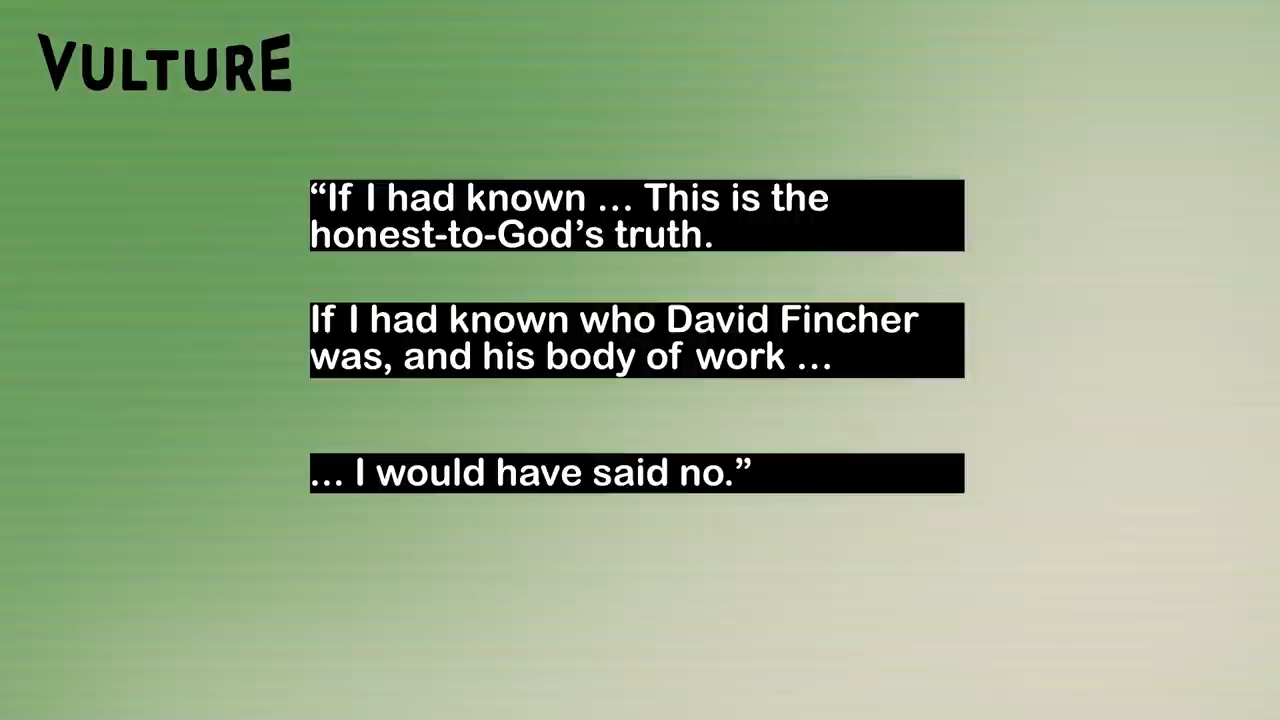 VULTURE
“If I had known … This is the
honest-to-God’s truth.
If I had known who David Fincher
was, and his body of work …
… I would have said no.”